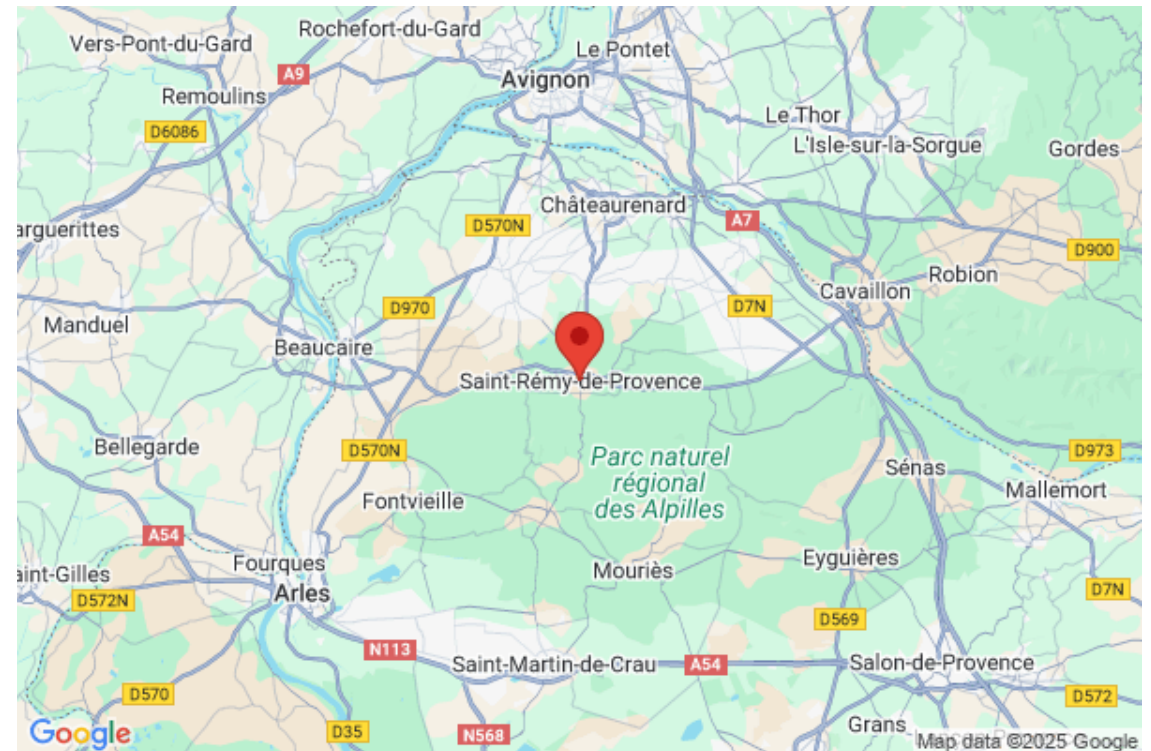 Rochefort-du-Gard
Vers-Pont-du-Gard
Le Pontet
A9
Avignon
Remoulins
Le Thor
D6086
L'Isle-sur-la-Sorgue
Gordes
Châteaurenard
A7
D570N
arguerittes
D900
Robion
Cavaillon
D970
D7N
Manduel
Beaucaire
Saint-Rémy-de-Provence
Bellegarde
D570N
D973
Parc naturel
régional
des Alpilles
Sénas
Mallemort
Fontvieille
A54
Fourques
Eyguières
aint-Gilles
Mouriès
Arles
D572N
D7N
D569
N113
Saint-Martin-de-Crau
A54
Salon-de-Provence
D570
D572
Google
D35
N568
Grans
Map data ©2025 Google